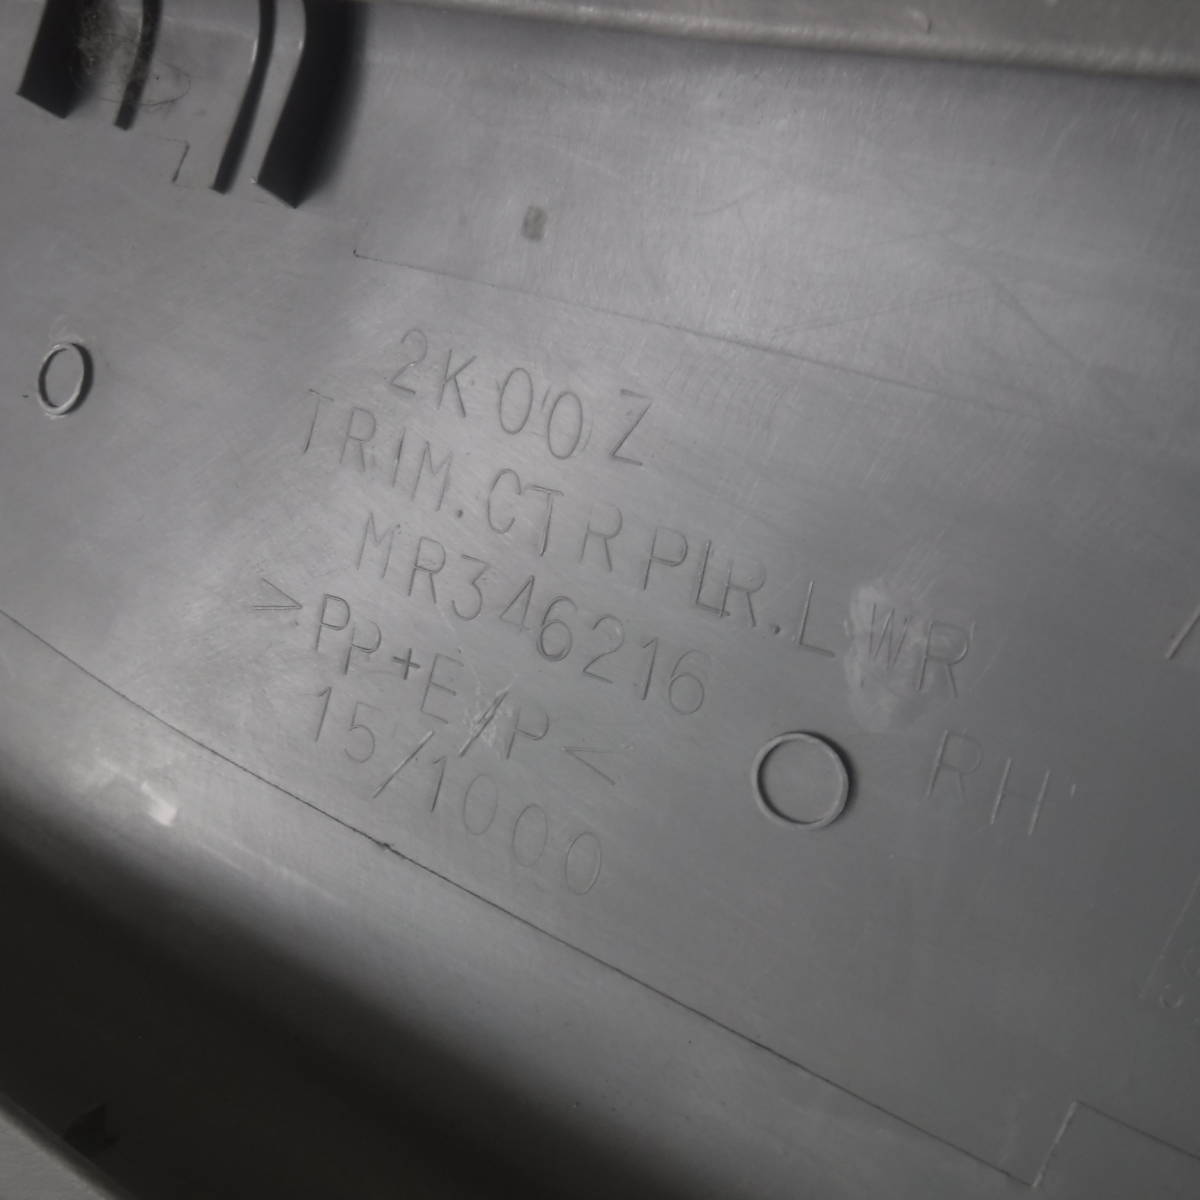 2K00Z
TRIM.CTR PLR.LWR
MR346216
>PP+E/P<
RH
15/1000